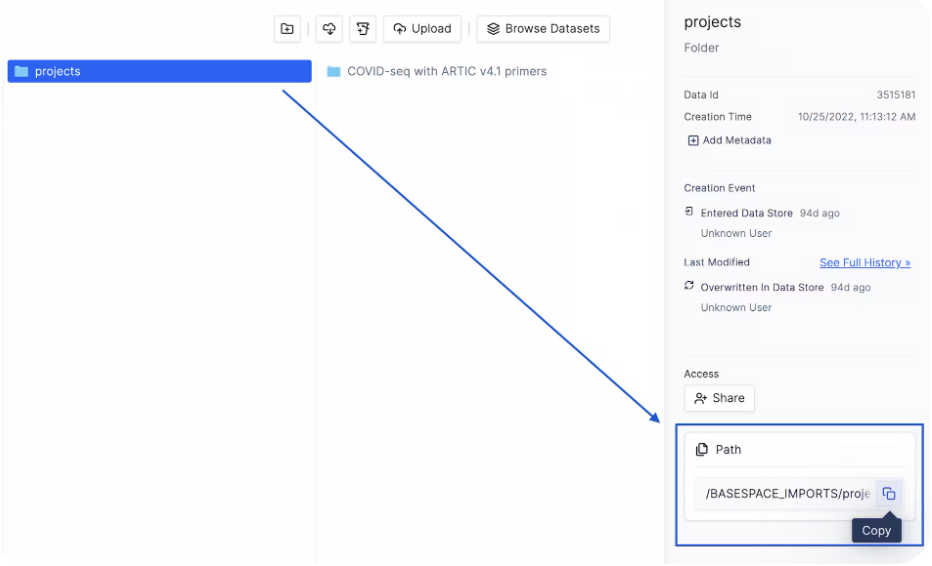 Upload
Browse Datasets
projects
COVID-seq with ARTIC v4.1 primers
projects
Folder
Data Id 3515181
Creation Time 10/25/2022, 11:13:12 AM
Add Metadata
Creation Event
Entered Data Store 94d ago
Unknown User
Last Modified See Full History »
Overwritten In Data Store 94d ago
Unknown User
Access
Share
Path
/BASESPACE_IMPORTS/proje
Copy